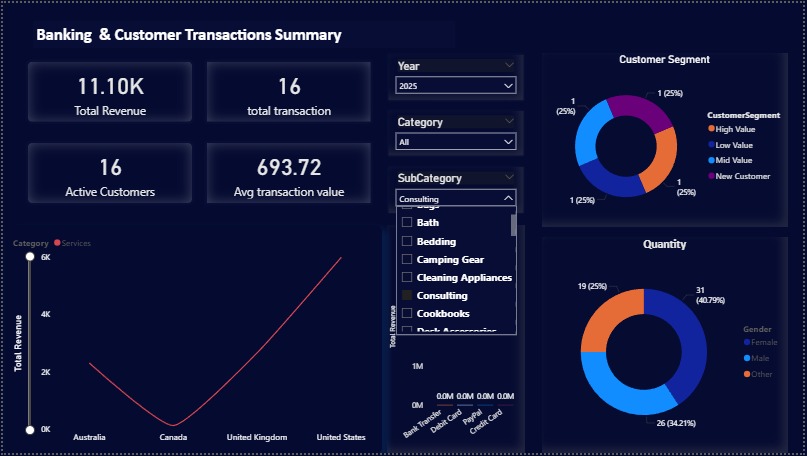 Banking & Customer Transactions Summary
11.10K
Total Revenue
16
total transaction
16
Active Customers
693.72
Avg transaction value
Year
2025
Category
All
SubCategory
Consulting
Bags
Bath
Bedding
Camping Gear
Cleaning Appliances
Consulting
Cookbooks
Desk Accessories
Customer Segment
1 (25%)
1
(25%)
1
(25%)
1 (25%)
CustomerSegment
High Value
Low Value
Mid Value
New Customer
Category
Services
Total Revenue
6K
4K
2K
0K
Australia
Canada
United Kingdom
United States
Total Revenue
1M
0M
0.0M
0.0M
0.0M
0.0M
Bank Transfer
Debit Card
PayPal
Credit Card
Quantity
19 (25%)
31
(40.79%)
26 (34.21%)
Gender
Female
Male
Other